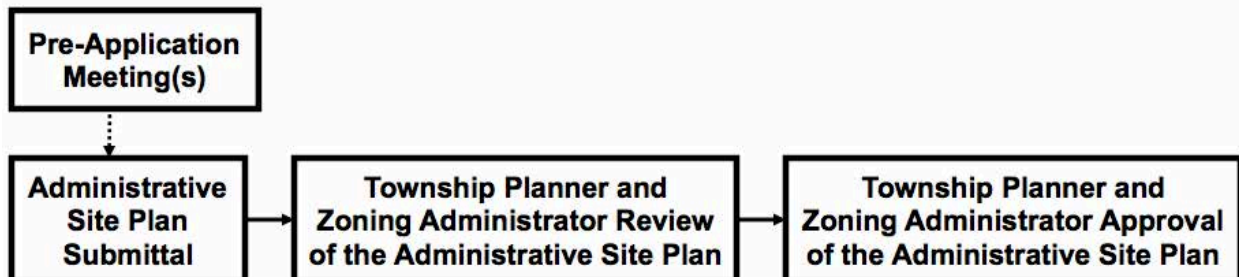 Pre-Application
Meeting(s)
Administrative
Site Plan
Submittal
Township Planner and
Zoning Administrator Review
of the Administrative Site Plan
Township Planner and
Zoning Administrator Approval
of the Administrative Site Plan